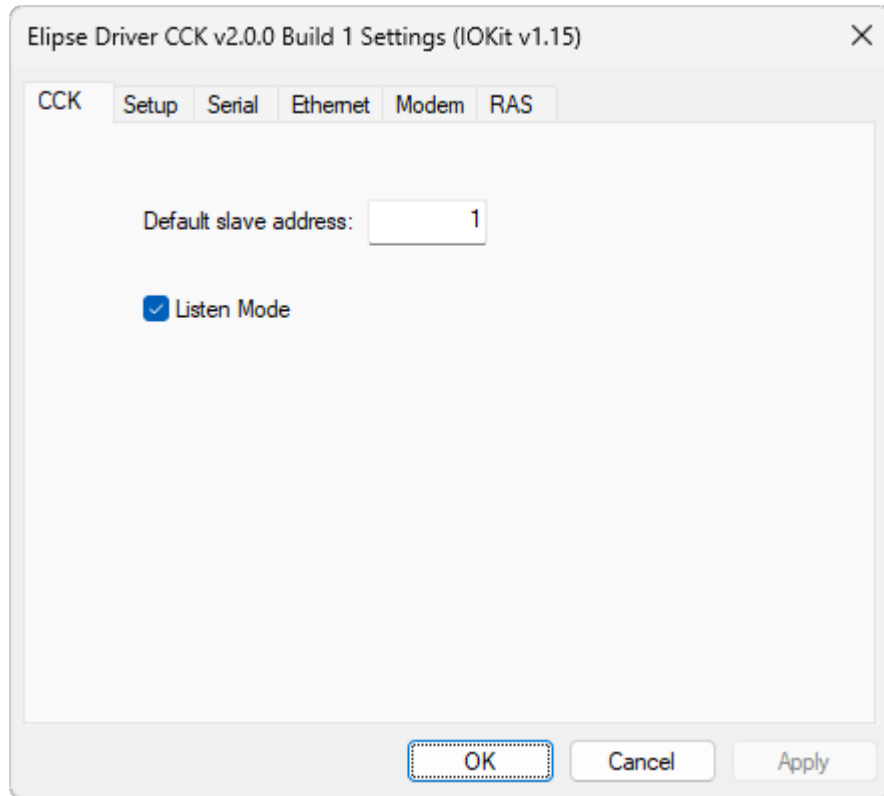 Elipse Driver CCK v2.0.0 Build 1 Settings (IOKit v1.15)
CCK Setup Serial Ethernet Modem RAS
Default slave address: 1
Listen Mode
OK Cancel Apply